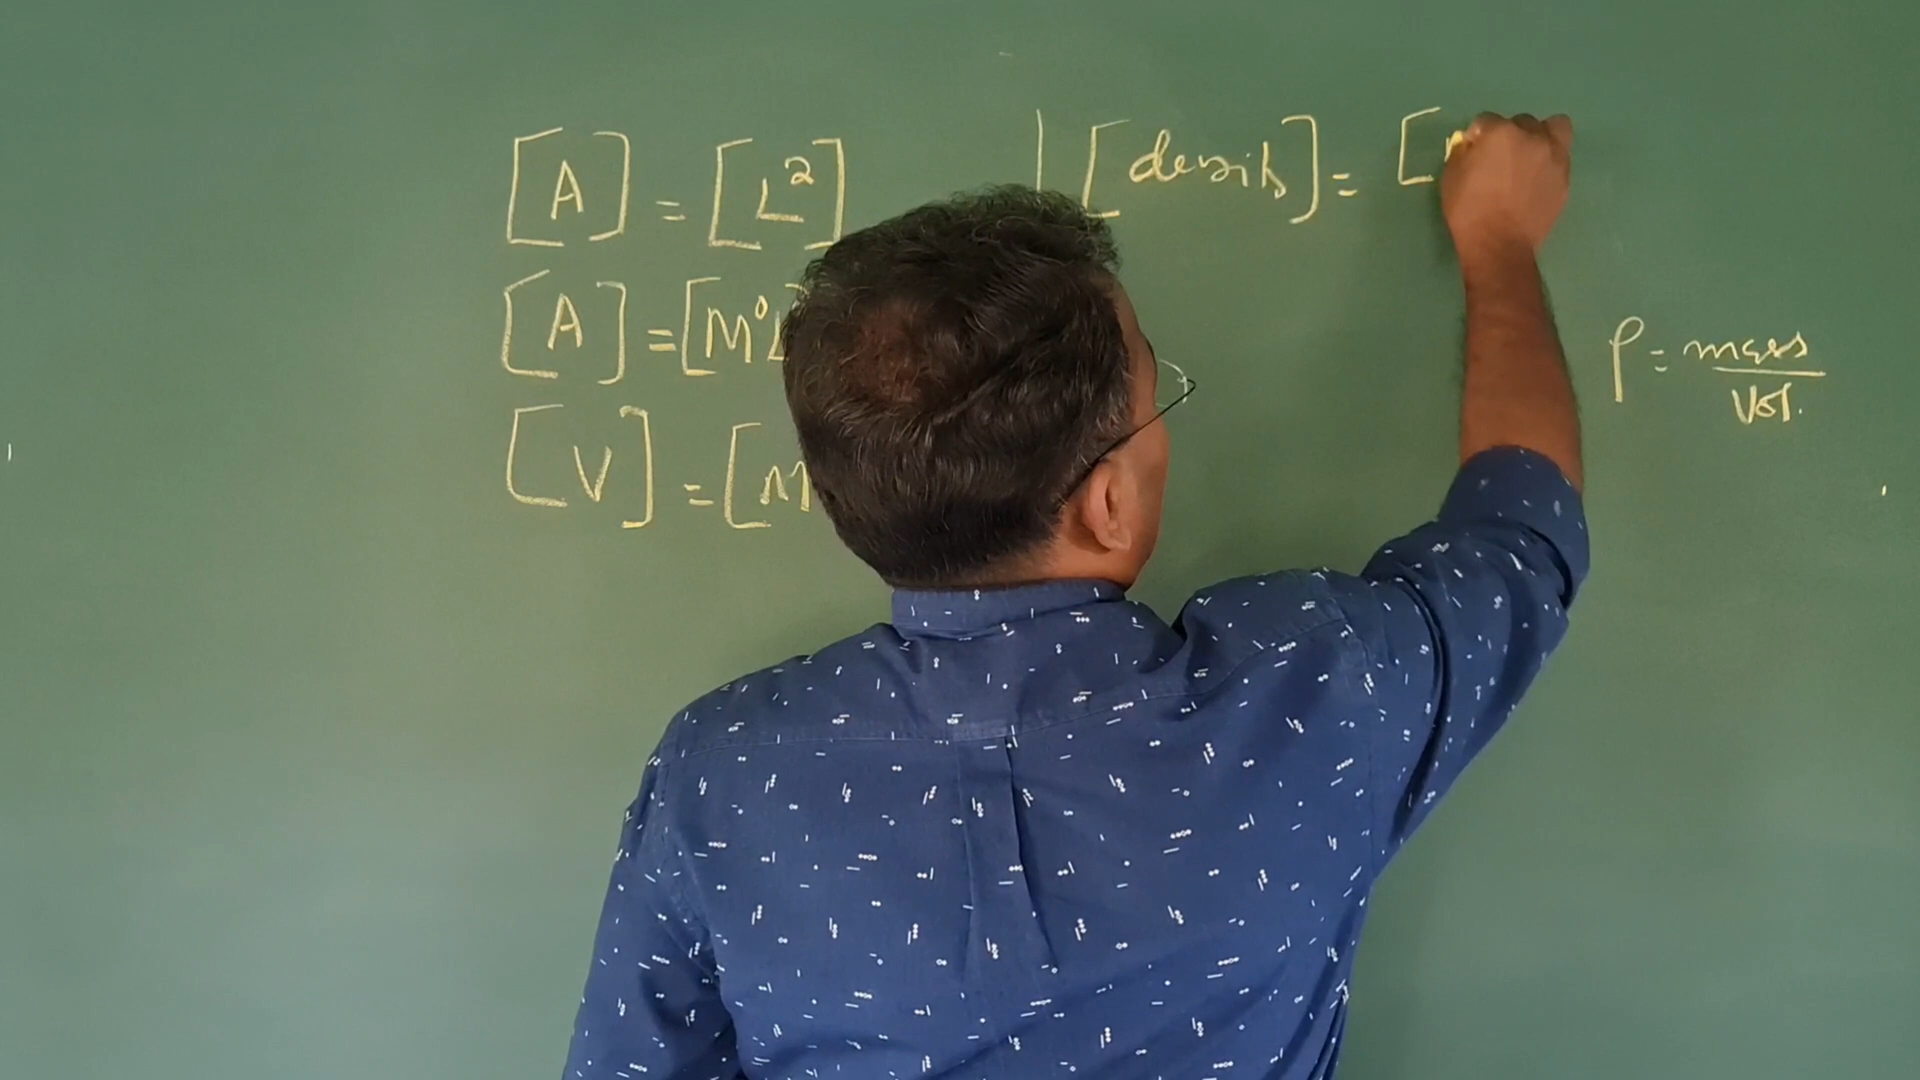 [A] = [L²]
[A] = [M⁰L
[V] = [M
[density] = [
ρ = mass
Vol.